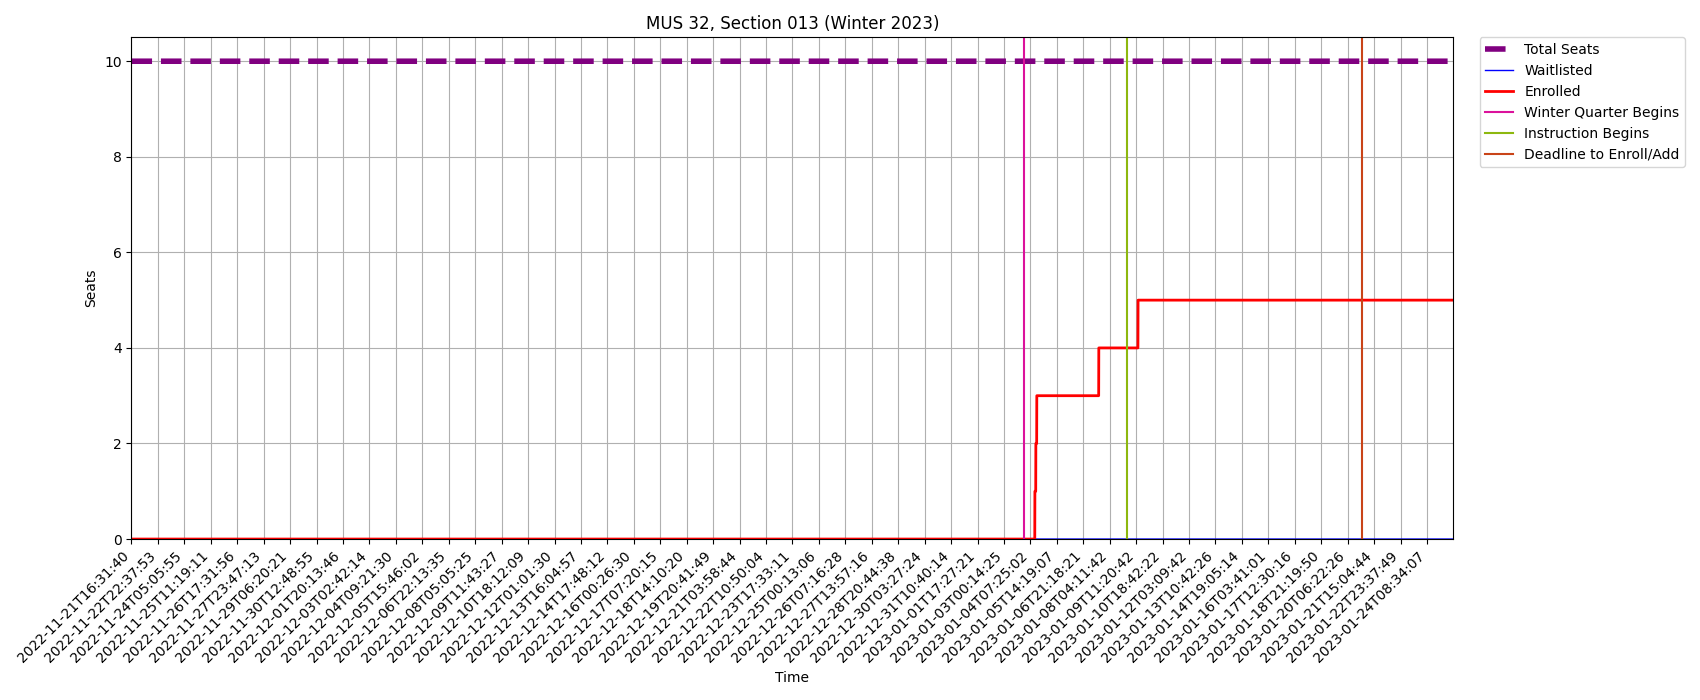 MUS 32, Section 013 (Winter 2023)
Total Seats
Waitlisted
Enrolled
Winter Quarter Begins
Instruction Begins
Deadline to Enroll/Add
Seats
10
8
6
4
2
0
2022-11-21T16:31:40
2022-11-22T22:37:53
2022-11-24T05:05:55
2022-11-25T11:19:11
2022-11-26T17:31:56
2022-11-27T23:47:13
2022-11-29T06:20:21
2022-11-30T12:48:55
2022-12-01T20:13:46
2022-12-03T02:42:14
2022-12-04T09:21:30
2022-12-05T15:46:02
2022-12-06T22:13:35
2022-12-08T05:05:25
2022-12-09T11:43:27
2022-12-10T18:12:09
2022-12-12T01:01:30
2022-12-13T16:04:57
2022-12-14T17:48:12
2022-12-16T00:26:30
2022-12-17T07:20:15
2022-12-18T14:10:20
2022-12-19T20:41:49
2022-12-21T03:58:44
2022-12-22T10:50:04
2022-12-23T17:33:11
2022-12-25T00:13:06
2022-12-26T07:16:28
2022-12-27T13:57:16
2022-12-28T20:44:38
2022-12-30T03:27:24
2022-12-31T10:40:14
2023-01-01T17:27:21
2023-01-03T00:14:25
2023-01-04T07:25:02
2023-01-05T14:19:07
2023-01-06T21:18:21
2023-01-08T04:11:42
2023-01-09T11:20:42
2023-01-10T18:42:22
2023-01-12T03:09:42
2023-01-13T10:42:26
2023-01-14T19:05:14
2023-01-16T03:41:01
2023-01-17T12:30:16
2023-01-18T21:19:50
2023-01-20T06:22:26
2023-01-21T15:04:44
2023-01-22T23:37:49
2023-01-24T08:34:07
Time